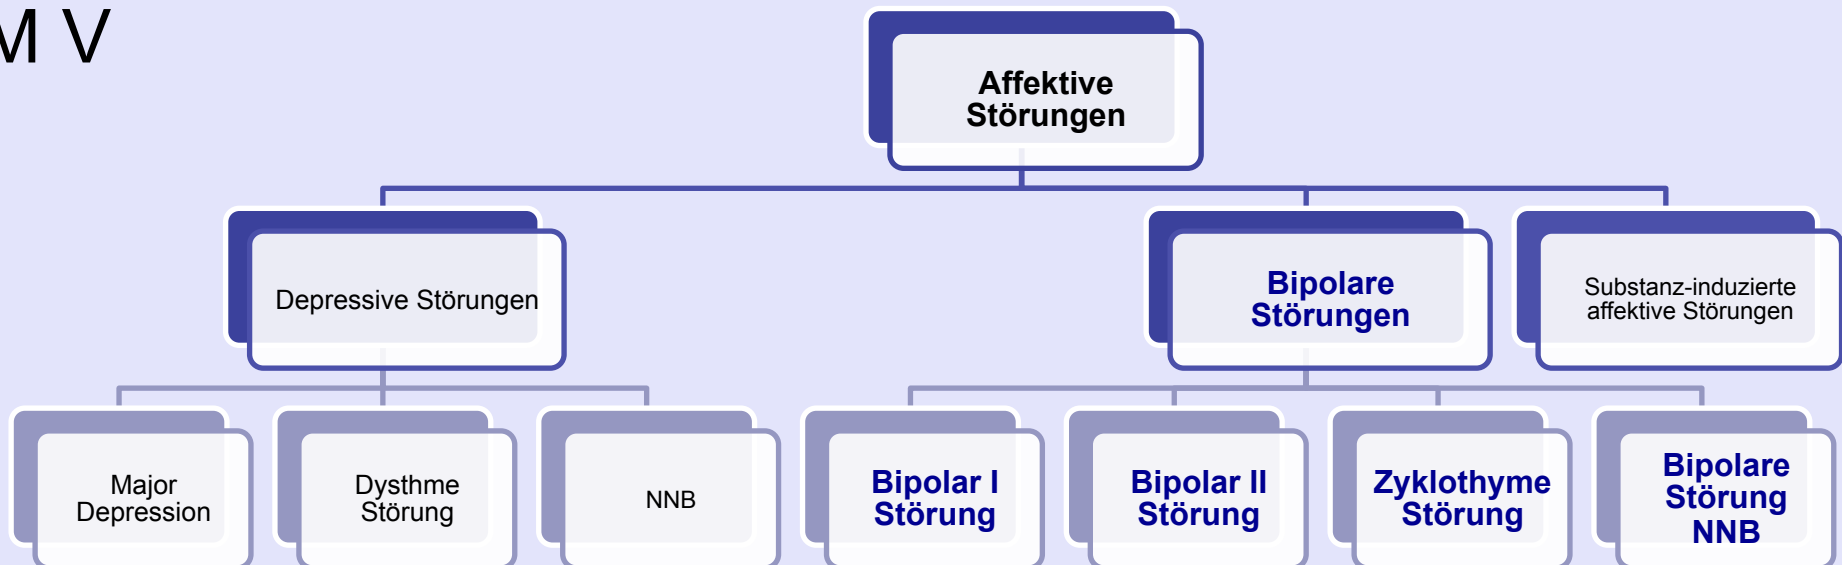 M V
Affektive
Störungen
Depressive Störungen
Bipolare
Störungen
Substanz-induzierte
affektive Störungen
Major
Depression
Dysthme
Störung
NNB
Bipolar I
Störung
Bipolar II
Störung
Zyklothyme
Störung
Bipolare
Störung
NNB